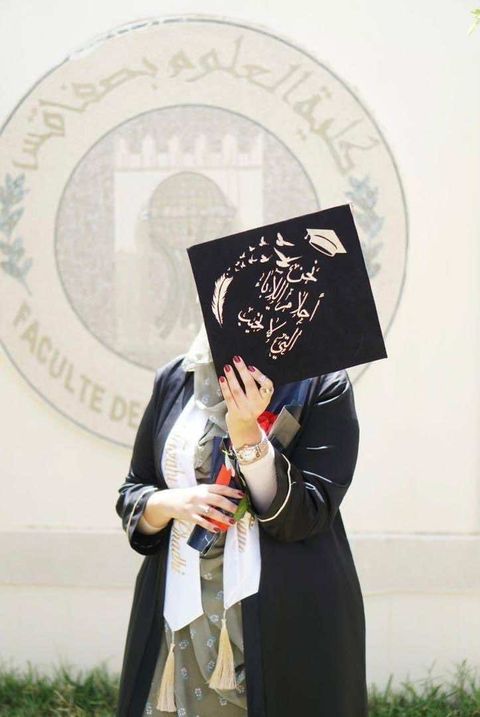 كلية العلوم بصفاقس
نحن
أحلام الآباء
التي لا تخيب
FACULTE DE